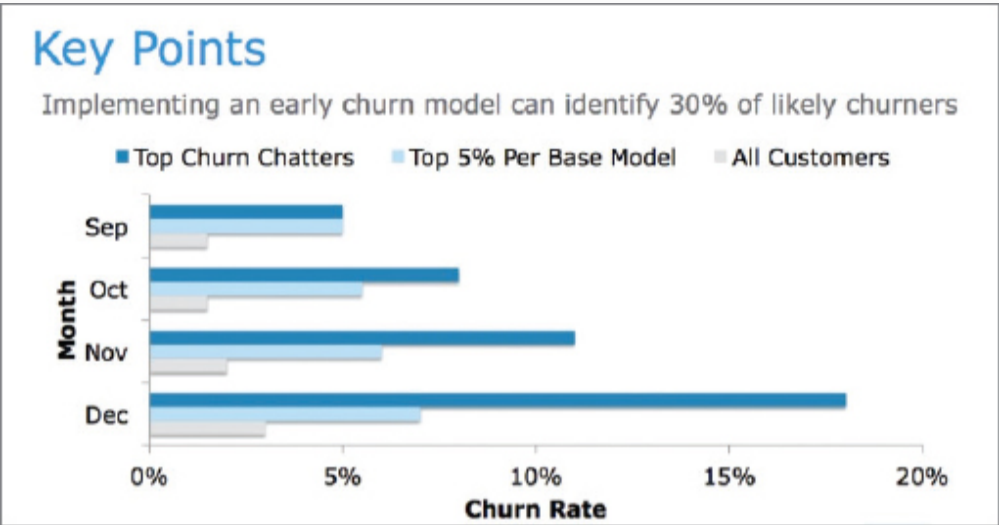 Key Points
Implementing an early churn model can identify 30% of likely churners
Top Churn Chatters Top 5% Per Base Model All Customers
Sep
Oct
Month
Nov
Dec
0% 5% 10% 15% 20%
Churn Rate